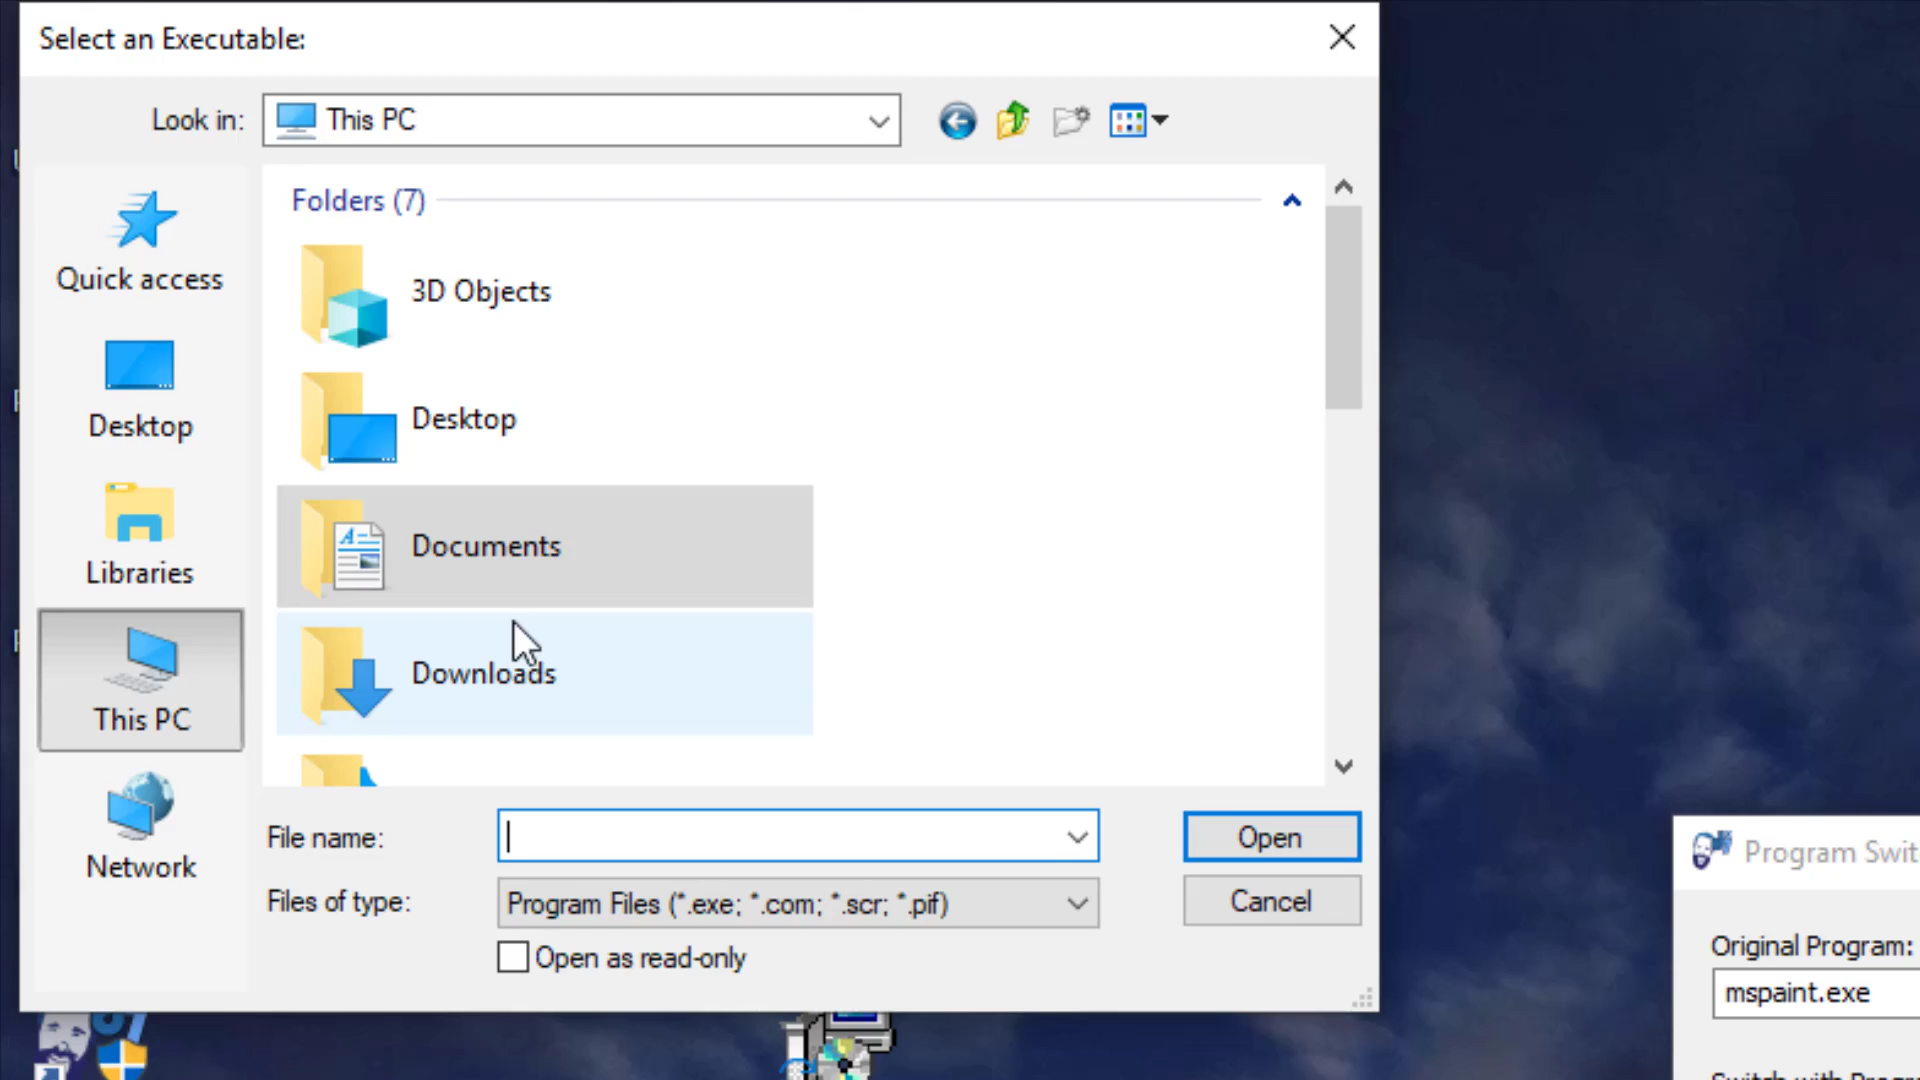 Select an Executable:
Look in:
This PC
Folders (7)
Quick access
3D Objects
Desktop
Desktop
Documents
Libraries
Downloads
This PC
Network
File name:
Open
Files of type:
Program Files (*.exe; *.com; *.scr; *.pif)
Cancel
Open as read-only
Program Swit
Original Program:
mspaint.exe